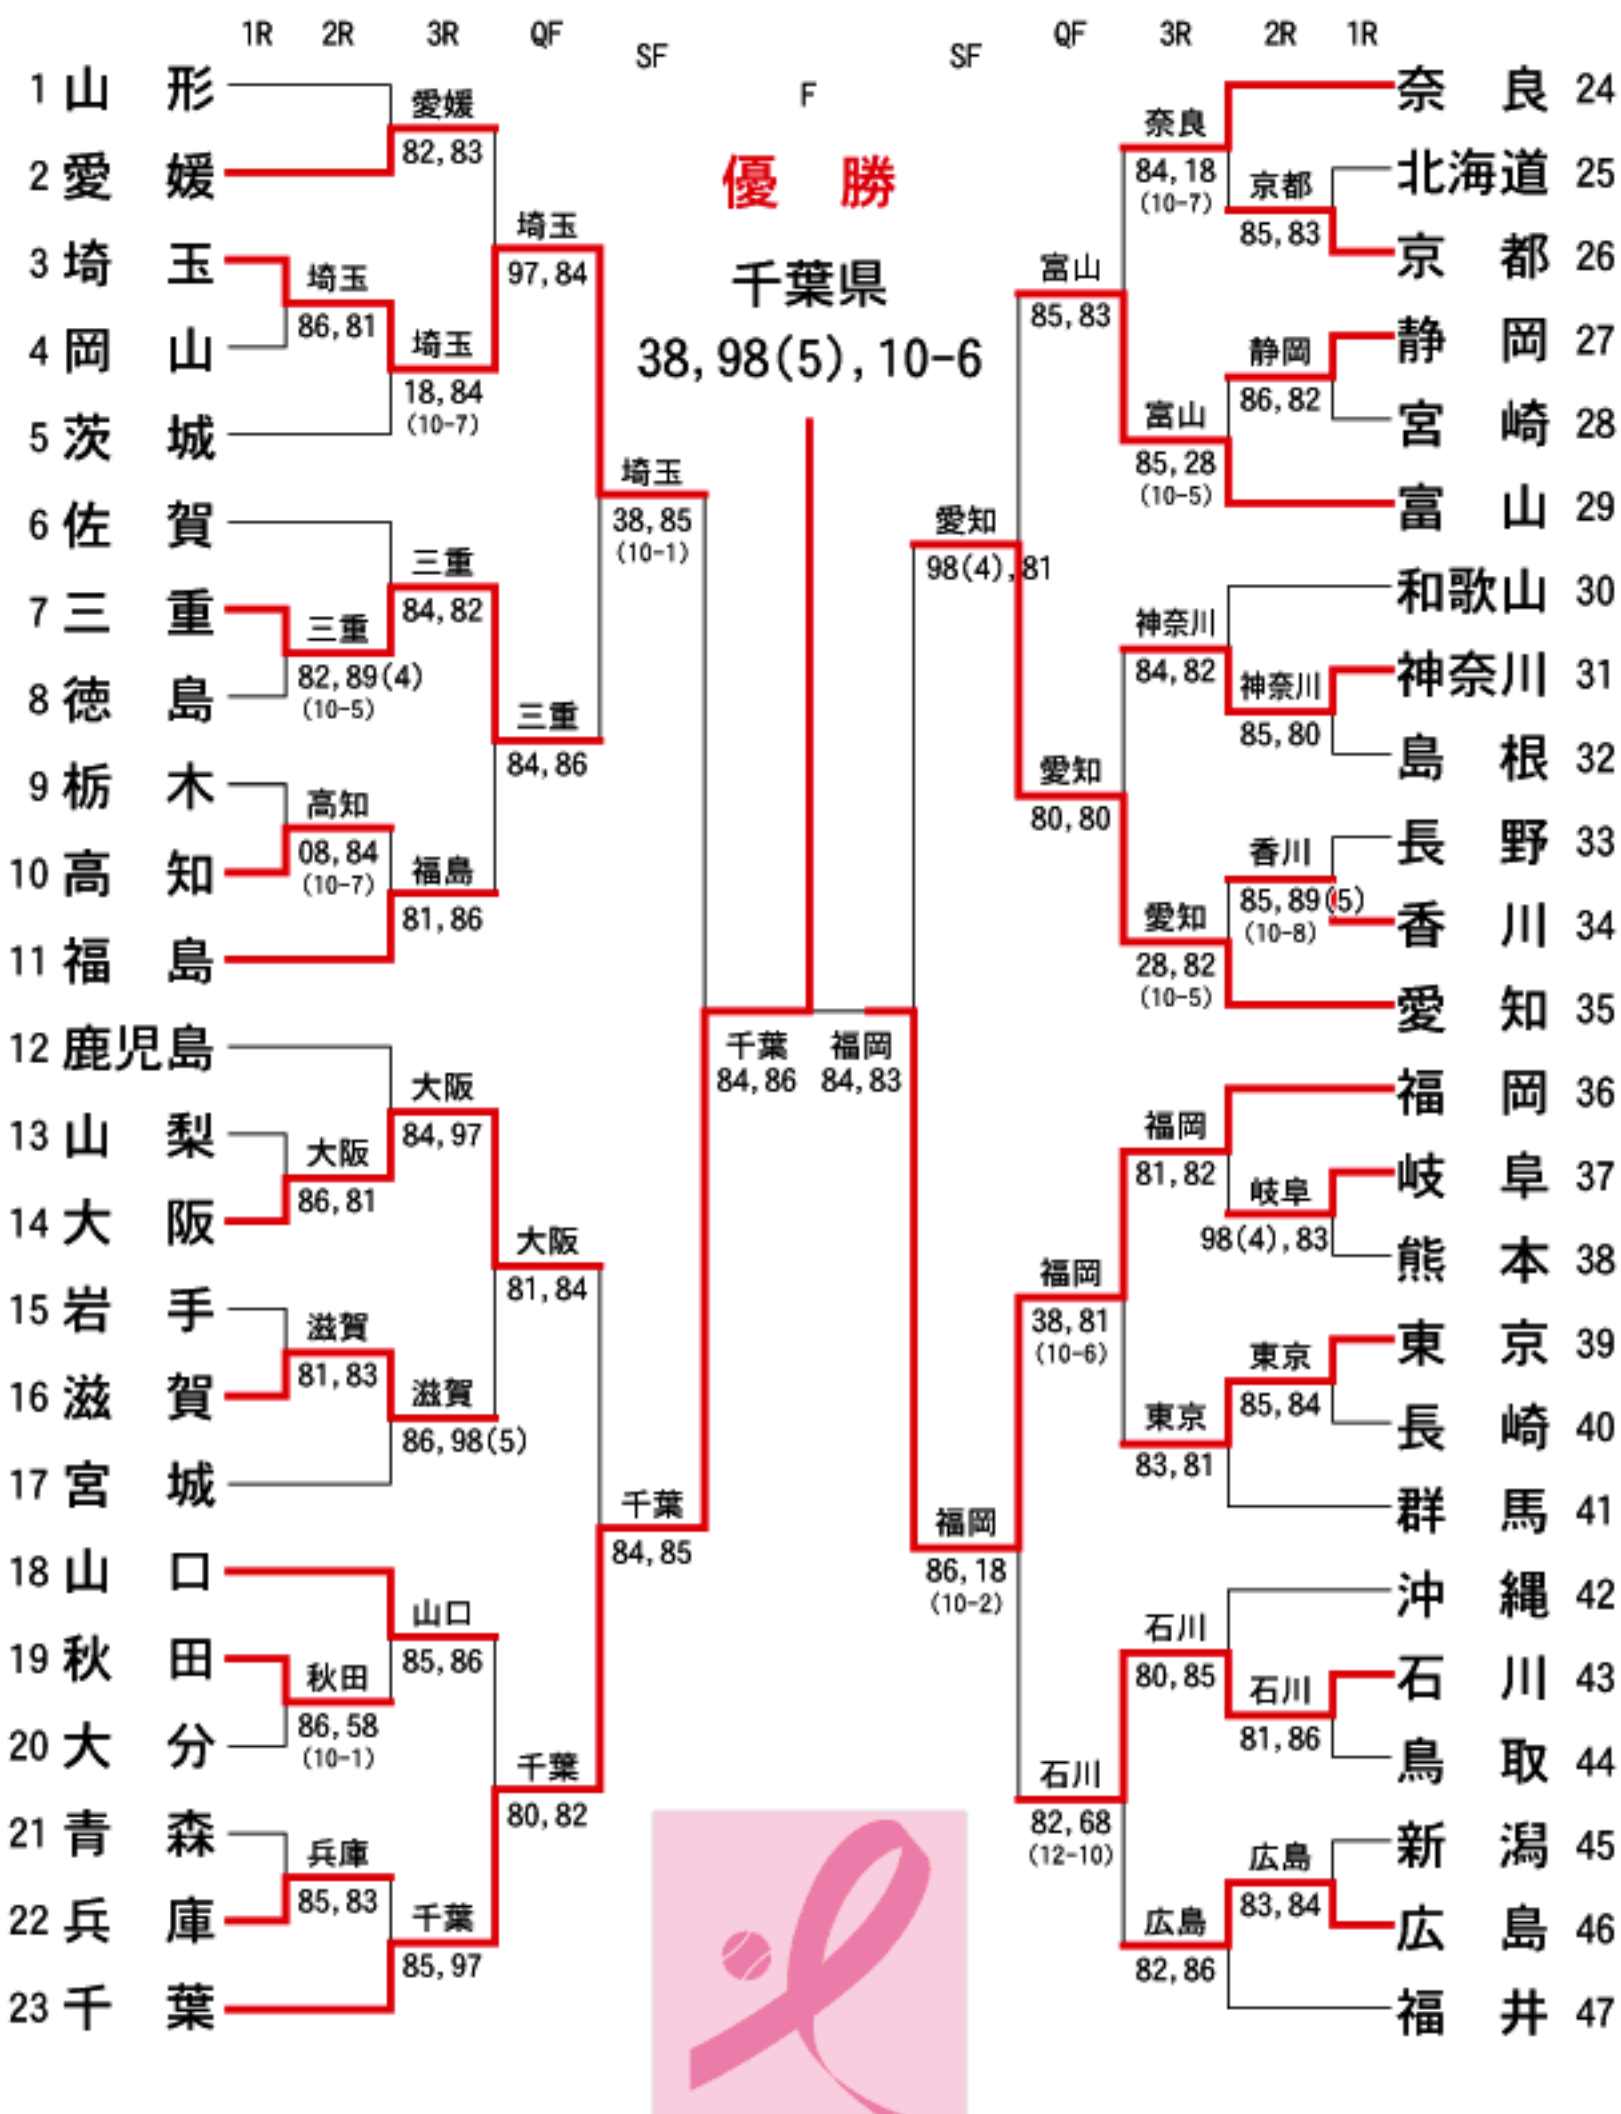 1R 2R 3R QF SF F SF QF 3R 2R 1R
優 勝
千葉県
38,98(5),10-6
1 山 形
2 愛 媛
3 埼 玉
4 岡 山
5 茨 城
6 佐 賀
7 三 重
8 徳 島
9 栃 木
10 高 知
11 福 島
12 鹿児島
13 山 梨
14 大 阪
15 岩 手
16 滋 賀
17 宮 城
18 山 口
19 秋 田
20 大 分
21 青 森
22 兵 庫
23 千 葉
埼玉
86,81
三重
82,89(4)
(10-5)
高知
08,84
(10-7)
大阪
86,81
滋賀
81,83
秋田
86,58
(10-1)
兵庫
85,83
愛媛
82,83
埼玉
18,84
(10-7)
三重
84,82
福島
81,86
大阪
84,97
滋賀
86,98(5)
山口
85,86
千葉
85,97
埼玉
97,84
三重
84,86
大阪
81,84
千葉
80,82
埼玉
38,85
(10-1)
千葉
84,85
千葉
84,86
福岡
84,83
愛知
98(4),81
福岡
86,18
(10-2)
富山
85,83
愛知
80,80
福岡
38,81
(10-6)
石川
82,68
(12-10)
奈良
84,18
(10-7)
富山
85,28
(10-5)
神奈川
84,82
愛知
28,82
(10-5)
福岡
81,82
東京
83,81
石川
80,85
広島
82,86
京都
85,83
静岡
86,82
神奈川
85,80
香川
85,89(5)
(10-8)
岐阜
98(4),83
東京
85,84
石川
81,86
広島
83,84
奈 良 24
北海道 25
京 都 26
静 岡 27
宮 崎 28
富 山 29
和歌山 30
神奈川 31
島 根 32
長 野 33
香 川 34
愛 知 35
福 岡 36
岐 阜 37
熊 本 38
東 京 39
長 崎 40
群 馬 41
沖 縄 42
石 川 43
鳥 取 44
新 潟 45
広 島 46
福 井 47